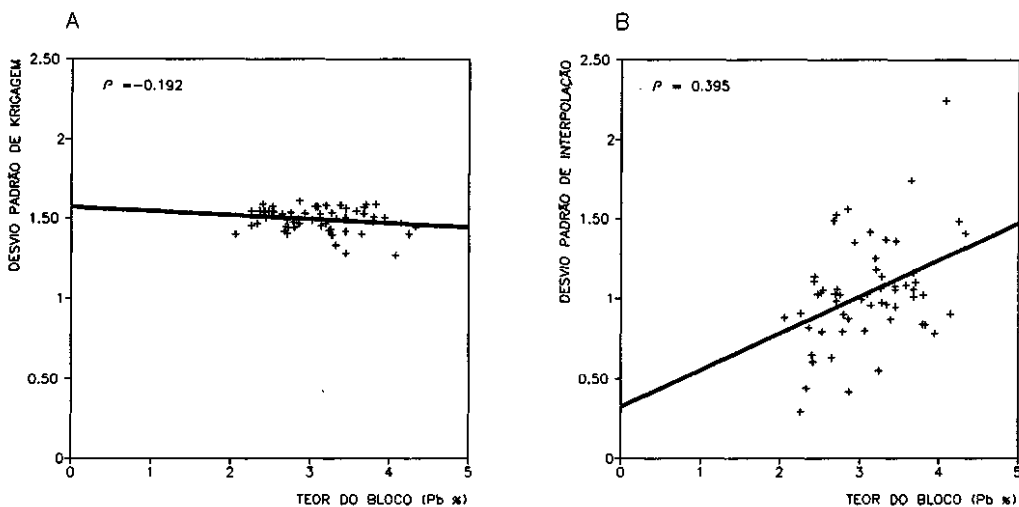 A
DESVIO PADRÃO DE KRIGAGEM
2.50
2
1.50
1
0.50
0
ρ =-0.192
0 1 2 3 4 5
TEOR DO BLOCO (Pb %)
B
DESVIO PADRÃO DE INTERPOLAÇÃO
2.50
2
1.50
1
0.50
0
ρ = 0.395
0 1 2 3 4 5
TEOR DO BLOCO (Pb %)